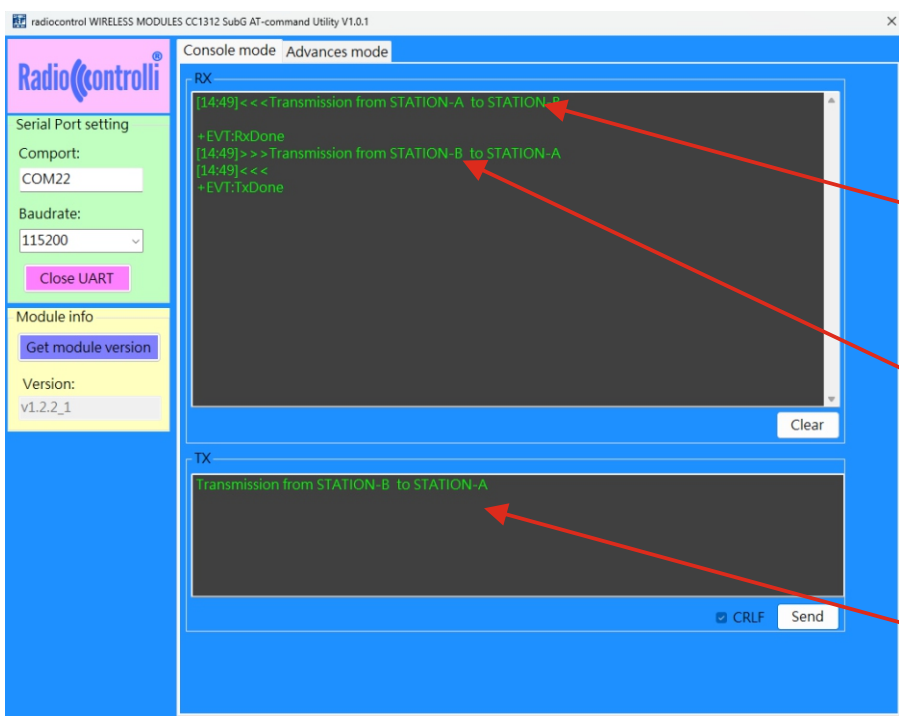 radiocontrol WIRELESS MODULES CC1312 SubG AT-command Utility V1.0.1
Radiocontrolli®
Serial Port setting
Comport:
COM22
Baudrate:
115200
Close UART
Module info
Get module version
Version:
v1.2.2_1
Console mode
Advances mode
RX
[14:49]<<<Transmission from STATION-A to STATION-B
+EVT:RxDone
[14:49]>>>Transmission from STATION-B to STATION-A
[14:49]<<<
+EVT:TxDone
Clear
TX
Transmission from STATION-B to STATION-A
CRLF
Send